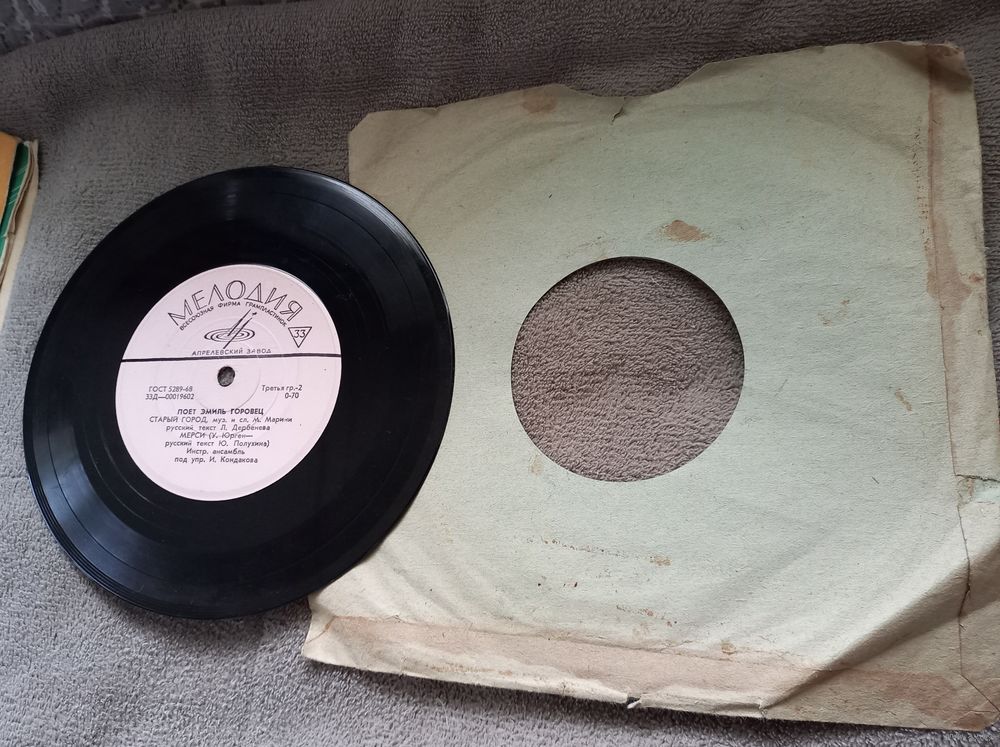 МЕЛОДИЯ
ВСЕСОЮЗНАЯ ФИРМА ГРАМПЛАСТИНОК
33
АПРЕЛЕВСКИЙ ЗАВОД
ГОСТ 5289-68 Третья гр.-2
33Д—00019602 0-70
ПОЕТ ЭМИЛЬ ГОРОВЕЦ
СТАРЫЙ ГОРОД, муз. и сл. М. Марини
русский текст Л. Дербенева
МЕРСИ (У. Юрген—
русский текст Ю. Полухина)
Инстр. ансамбль
под упр. И. Кондакова